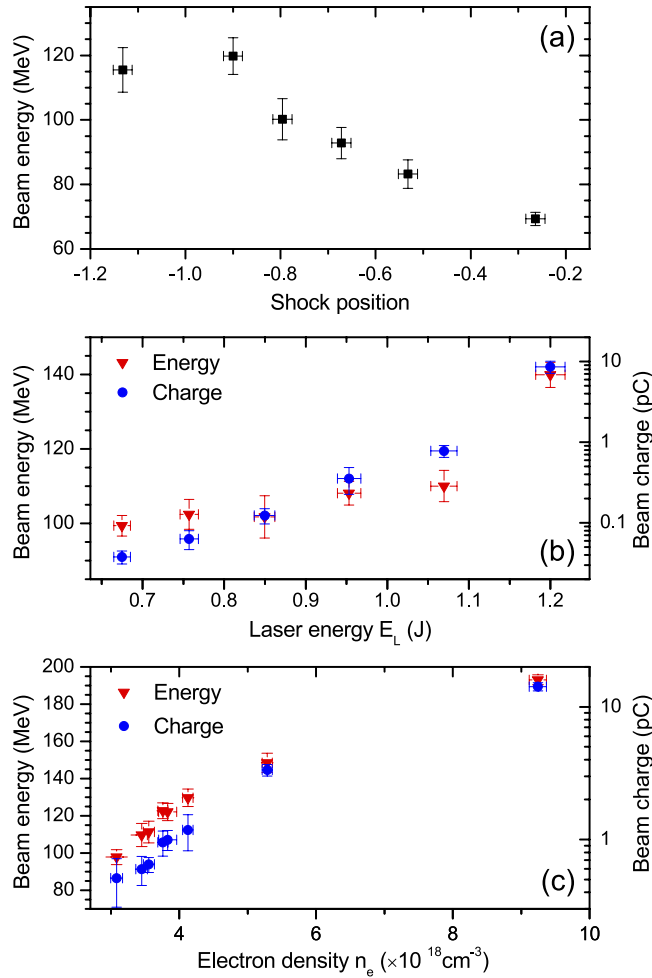 (a)
Beam energy (MeV)
120
100
80
60
-1.2 -1.0 -0.8 -0.6 -0.4 -0.2
Shock position
Energy
Charge
(b)
Beam energy (MeV)
140
120
100
10
1
0.1
Beam charge (pC)
0.7 0.8 0.9 1.0 1.1 1.2
Laser energy E_L (J)
Energy
Charge
(c)
Beam energy (MeV)
200
180
160
140
120
100
80
10
1
Beam charge (pC)
4 6 8 10
Electron density n_e (×10^18 cm^-3)